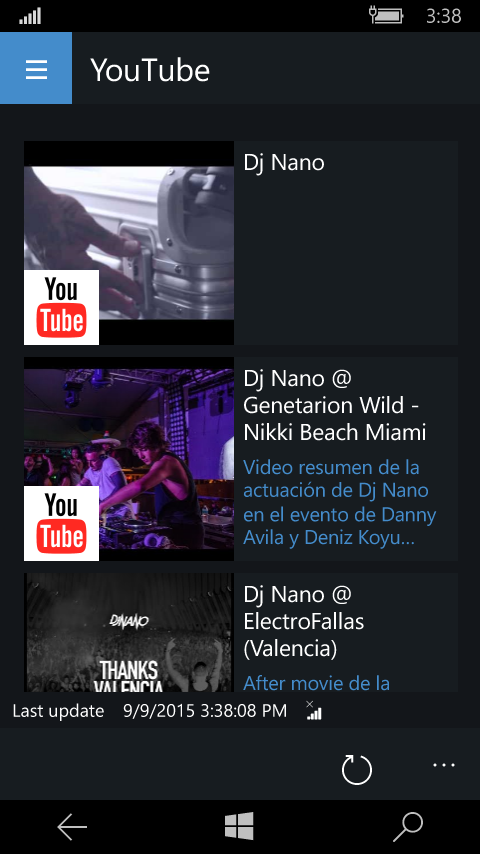 3:38
YouTube
Dj Nano
You
Tube
Dj Nano @
Genetarion Wild -
Nikki Beach Miami
Video resumen de la
actuación de Dj Nano
en el evento de Danny
Avila y Deniz Koyu...
You
Tube
Dj Nano @
ElectroFallas
(Valencia)
After movie de la
DJNANO
THANKS
VALENCIA
Last update 9/9/2015 3:38:08 PM